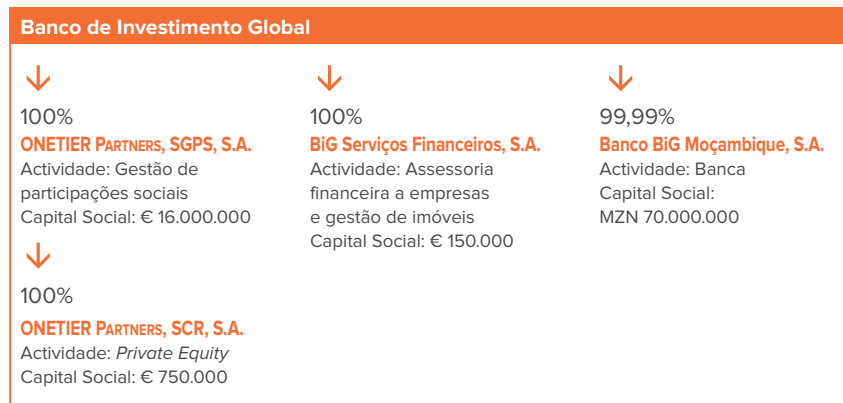 Banco de Investimento Global
100%
ONETIER PARTNERS, SGPS, S.A.
Actividade: Gestão de
participações sociais
Capital Social: € 16.000.000
100%
ONETIER PARTNERS, SCR, S.A.
Actividade: Private Equity
Capital Social: € 750.000
100%
BiG Serviços Financeiros, S.A.
Actividade: Assessoria
financeira a empresas
e gestão de imóveis
Capital Social: € 150.000
99,99%
Banco BiG Moçambique, S.A.
Actividade: Banca
Capital Social:
MZN 70.000.000